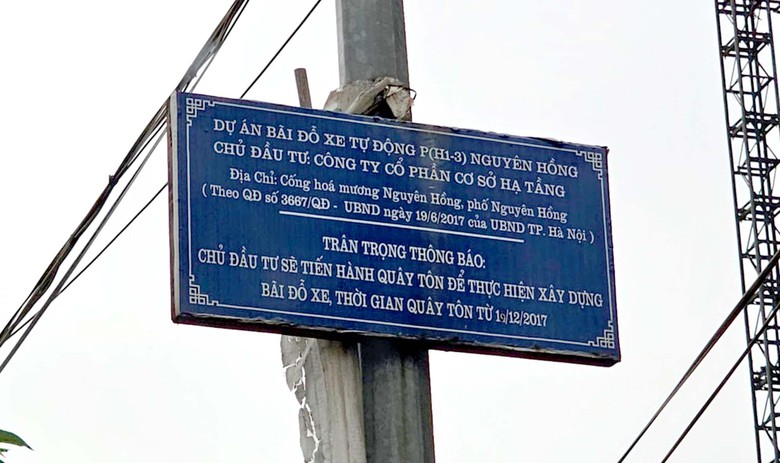 DỰ ÁN BÃI ĐỖ XE TỰ ĐỘNG P(H1-3) NGUYÊN HỒNG
CHỦ ĐẦU TƯ: CÔNG TY CỔ PHẦN CƠ SỞ HẠ TẦNG
Địa Chỉ: Cống hoá mương Nguyên Hồng, phố Nguyên Hồng
( Theo QĐ số 3667/QĐ - UBND ngày 19/6/2017 của UBND TP. Hà Nội )
TRÂN TRỌNG THÔNG BÁO:
CHỦ ĐẦU TƯ SẼ TIẾN HÀNH QUÂY TÔN ĐỂ THỰC HIỆN XÂY DỰNG
BÃI ĐỖ XE, THỜI GIAN QUÂY TÔN TỪ 19/12/2017